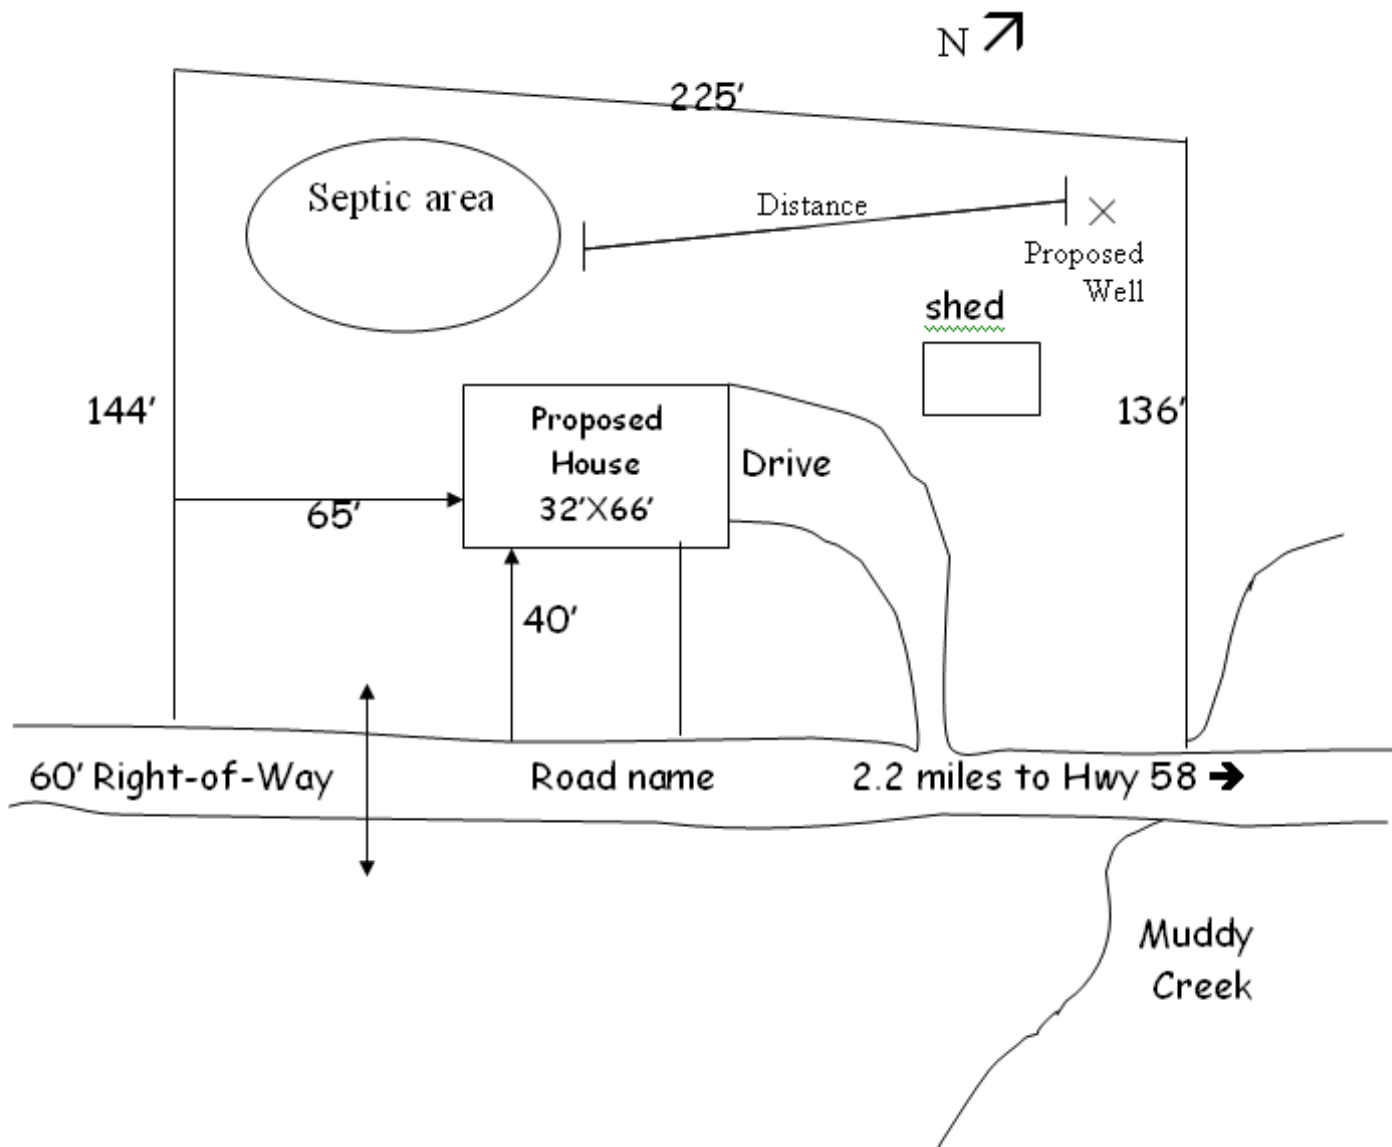 N
225'
Septic area
Distance
Proposed
Well
shed
144'
136'
Proposed
House
32'X66'
Drive
65'
40'
60' Right-of-Way
Road name
2.2 miles to Hwy 58
Muddy
Creek